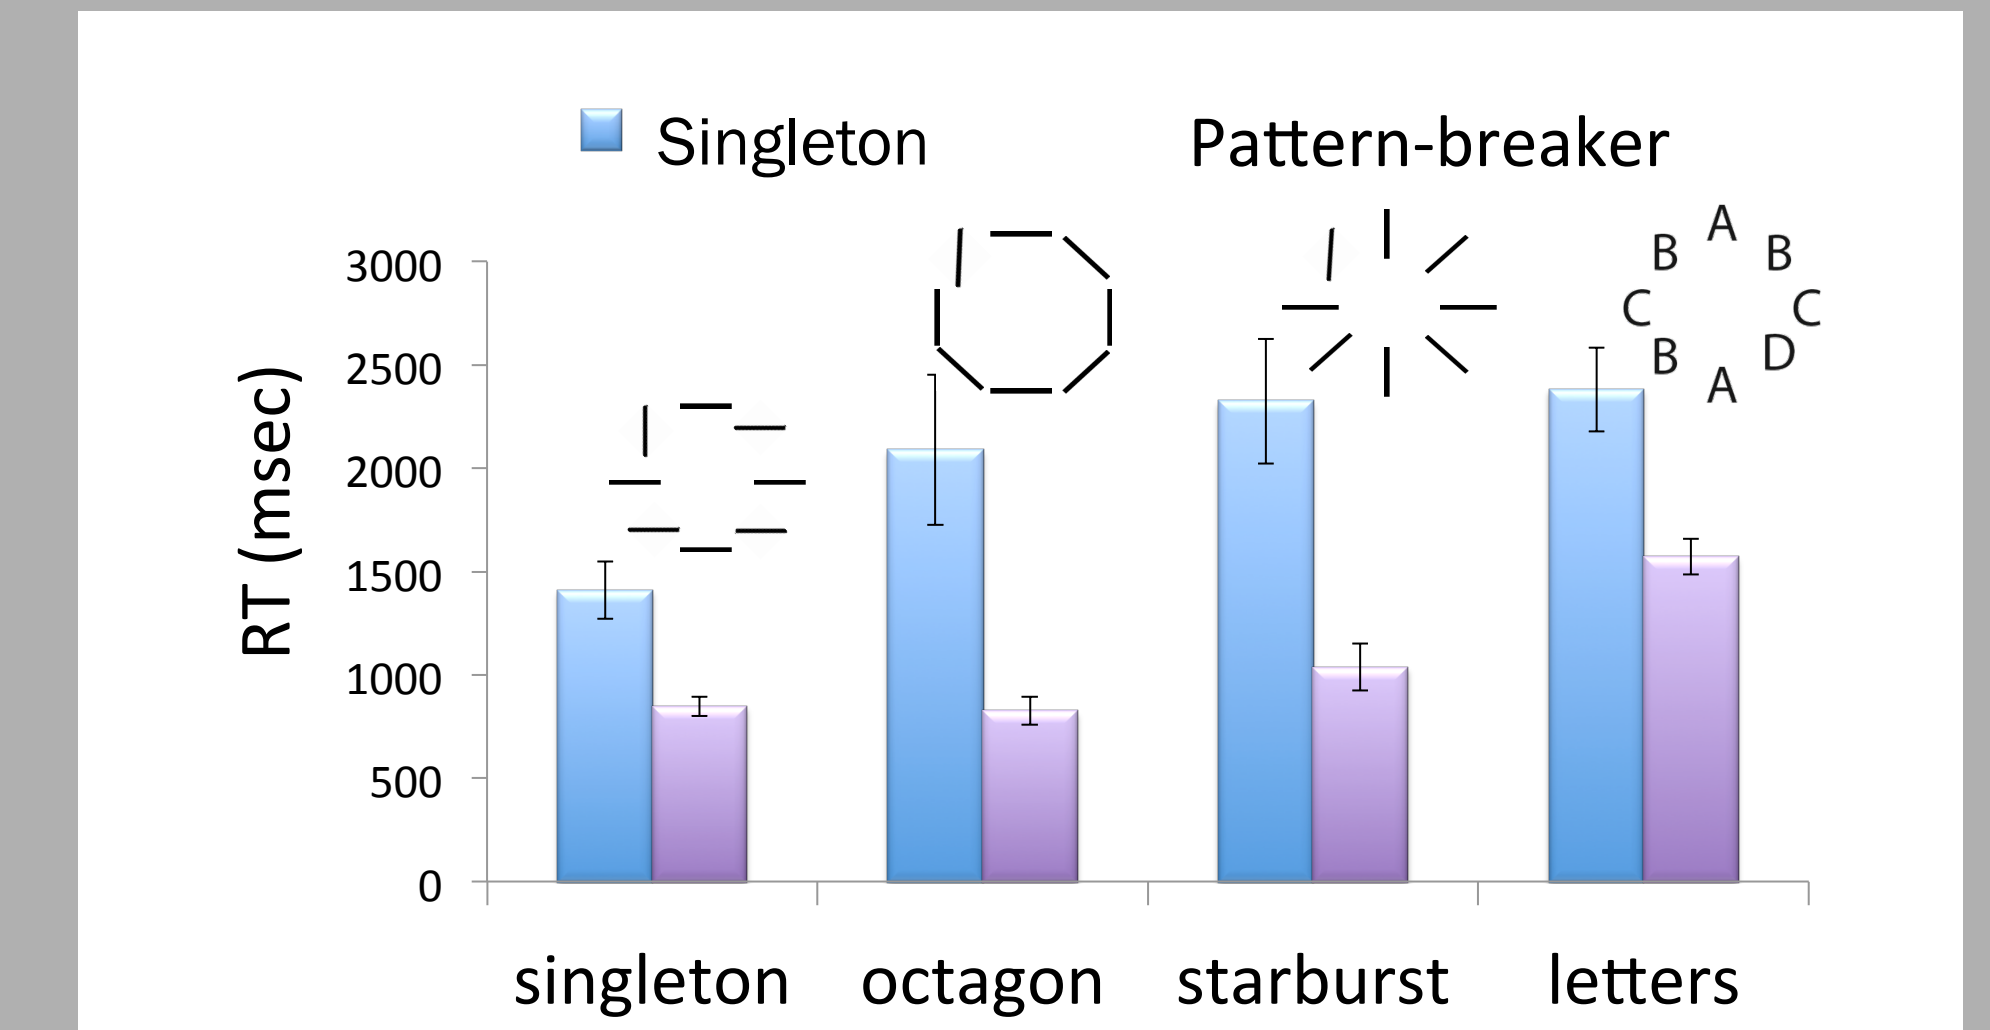 Singleton
Pattern-breaker
RT (msec)
3000
2500
2000
1500
1000
500
0
A
B B
C C
B D
A
singleton octagon starburst letters